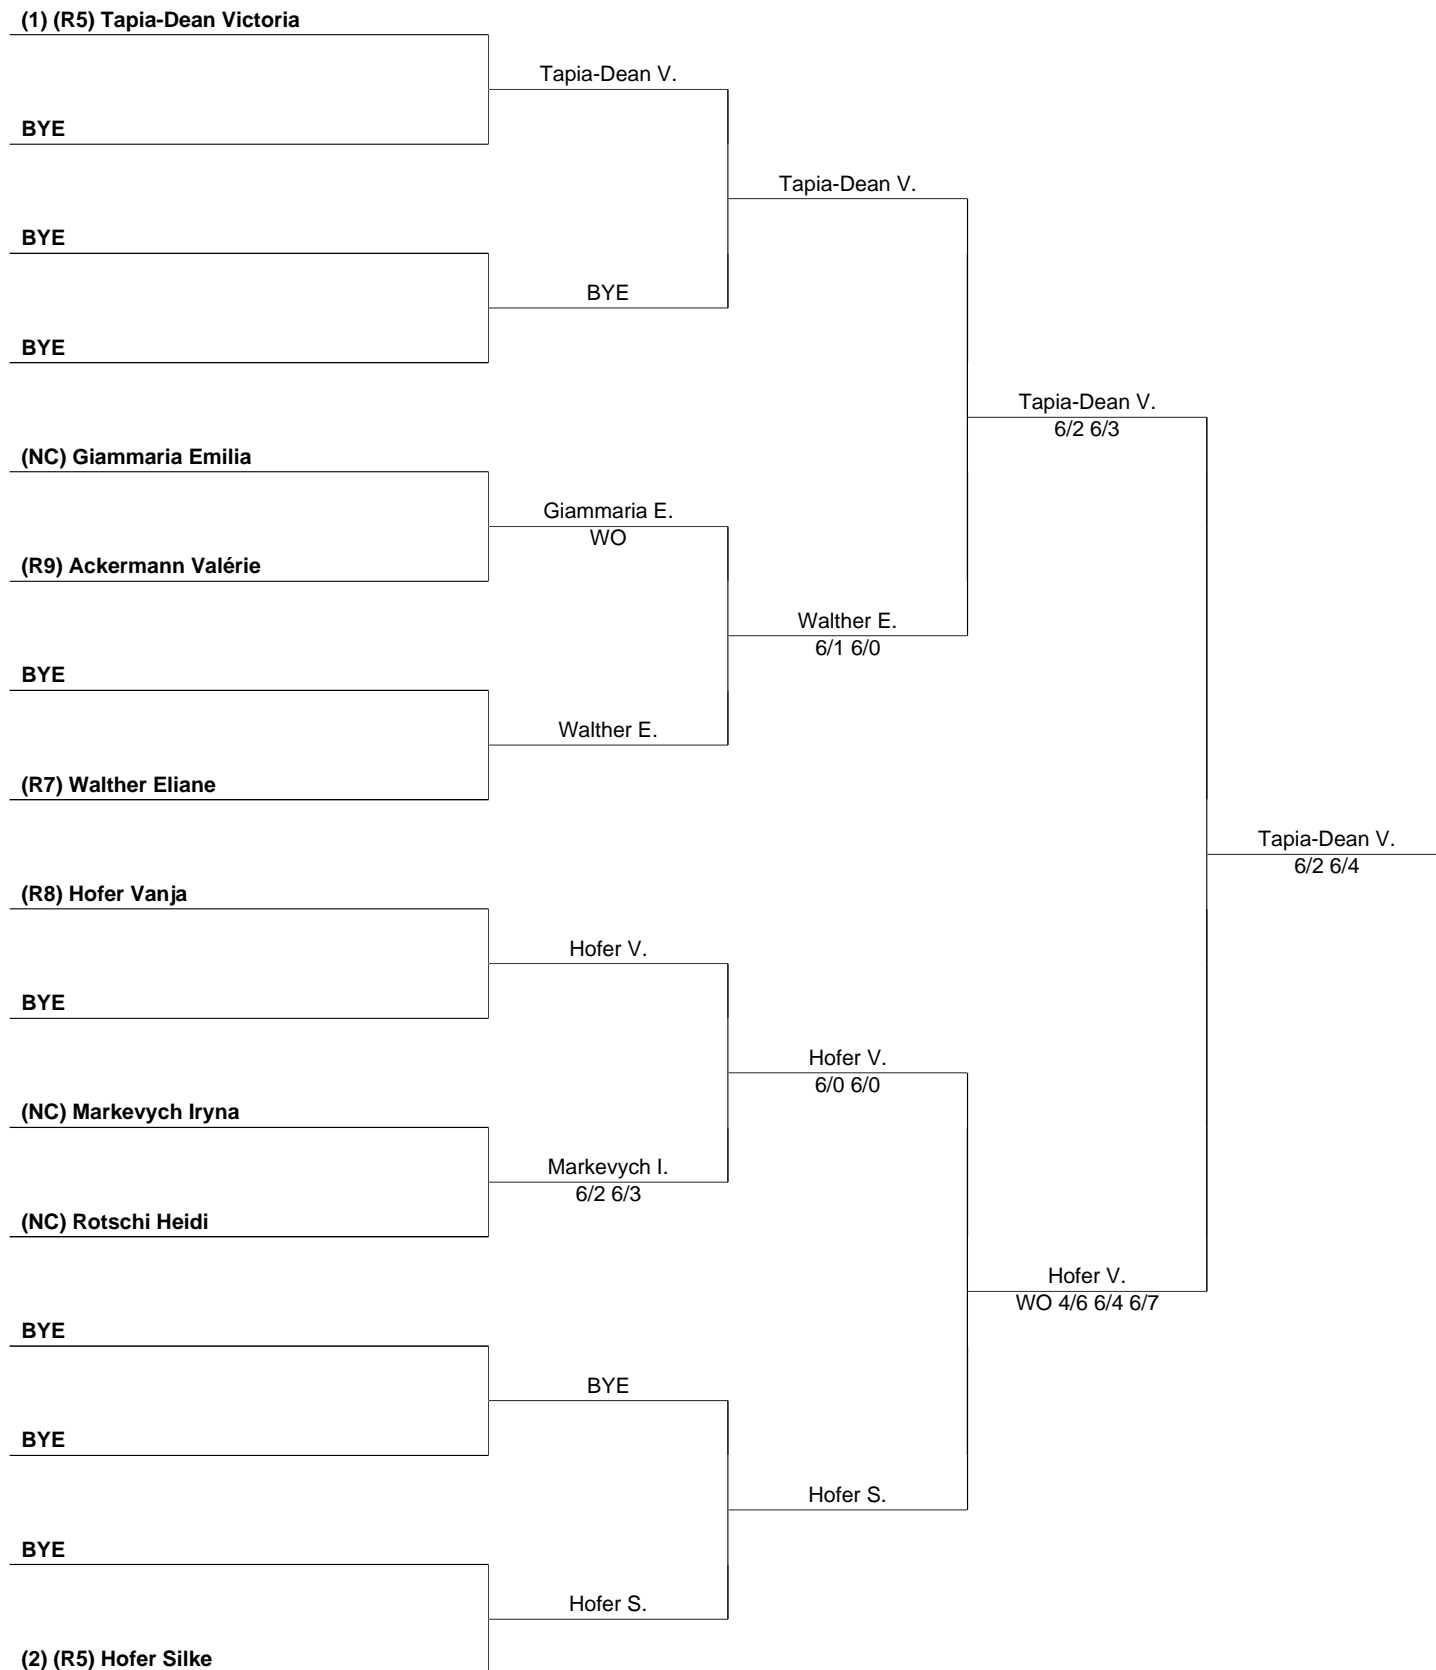 (1) (R5) Tapia-Dean Victoria
Tapia-Dean V.
BYE
Tapia-Dean V.
BYE
BYE
BYE
Tapia-Dean V.
6/2 6/3
(NC) Giammaria Emilia
Giammaria E.
WO
(R9) Ackermann Valérie
Walther E.
6/1 6/0
BYE
Walther E.
(R7) Walther Eliane
Tapia-Dean V.
6/2 6/4
(R8) Hofer Vanja
Hofer V.
BYE
Hofer V.
6/0 6/0
(NC) Markevych Iryna
Markevych I.
6/2 6/3
(NC) Rotschi Heidi
Hofer V.
WO 4/6 6/4 6/7
BYE
BYE
BYE
Hofer S.
BYE
Hofer S.
(2) (R5) Hofer Silke